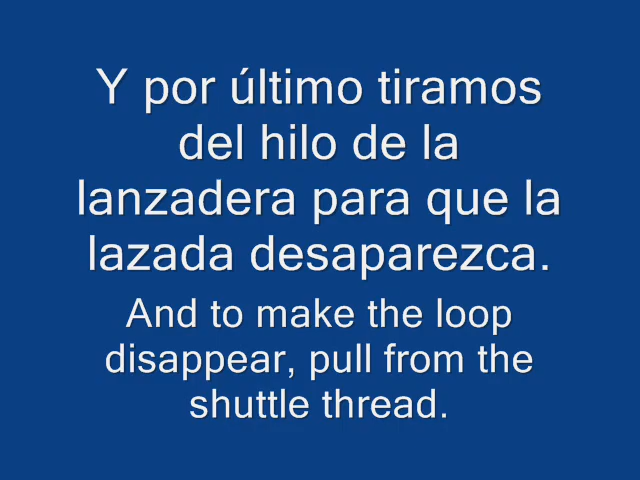 Y por último tiramos
del hilo de la
lanzadera para que la
lazada desaparezca.
And to make the loop
disappear, pull from the
shuttle thread.